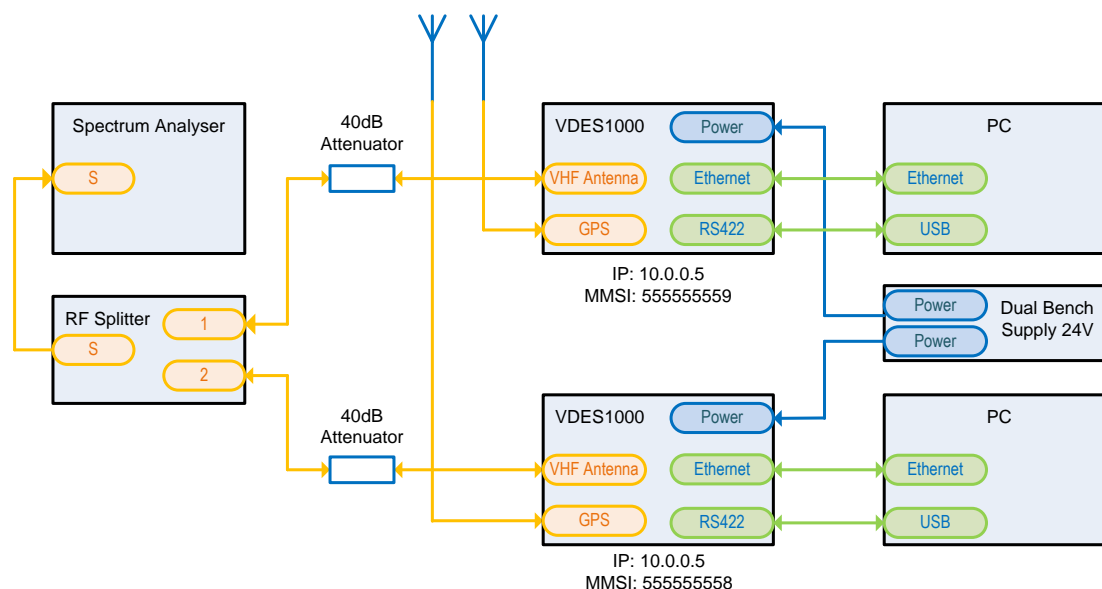 Spectrum Analyser
S
RF Splitter
1
S
2
40dB
Attenuator
40dB
Attenuator
VDES1000
Power
VHF Antenna
Ethernet
GPS
RS422
IP: 10.0.0.5
MMSI: 555555559
PC
Ethernet
USB
Power
Power
Dual Bench
Supply 24V
VDES1000
Power
VHF Antenna
Ethernet
GPS
RS422
IP: 10.0.0.5
MMSI: 555555558
PC
Ethernet
USB